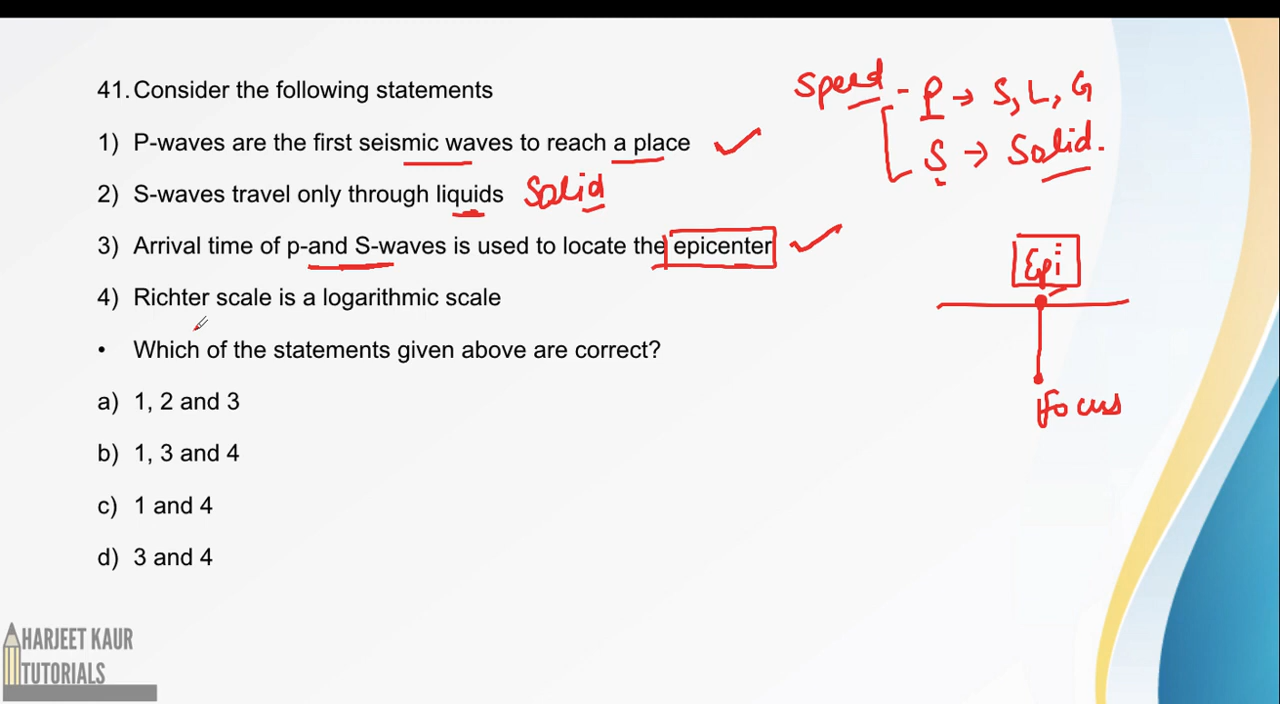 41. Consider the following statements
1) P-waves are the first seismic waves to reach a place
2) S-waves travel only through liquids Solid
3) Arrival time of p-and S-waves is used to locate the epicenter
4) Richter scale is a logarithmic scale
• Which of the statements given above are correct?
a) 1, 2 and 3
b) 1, 3 and 4
c) 1 and 4
d) 3 and 4
Speed - P → S, L, G
S → Solid.
Epi
focus
HARJEET KAUR
TUTORIALS